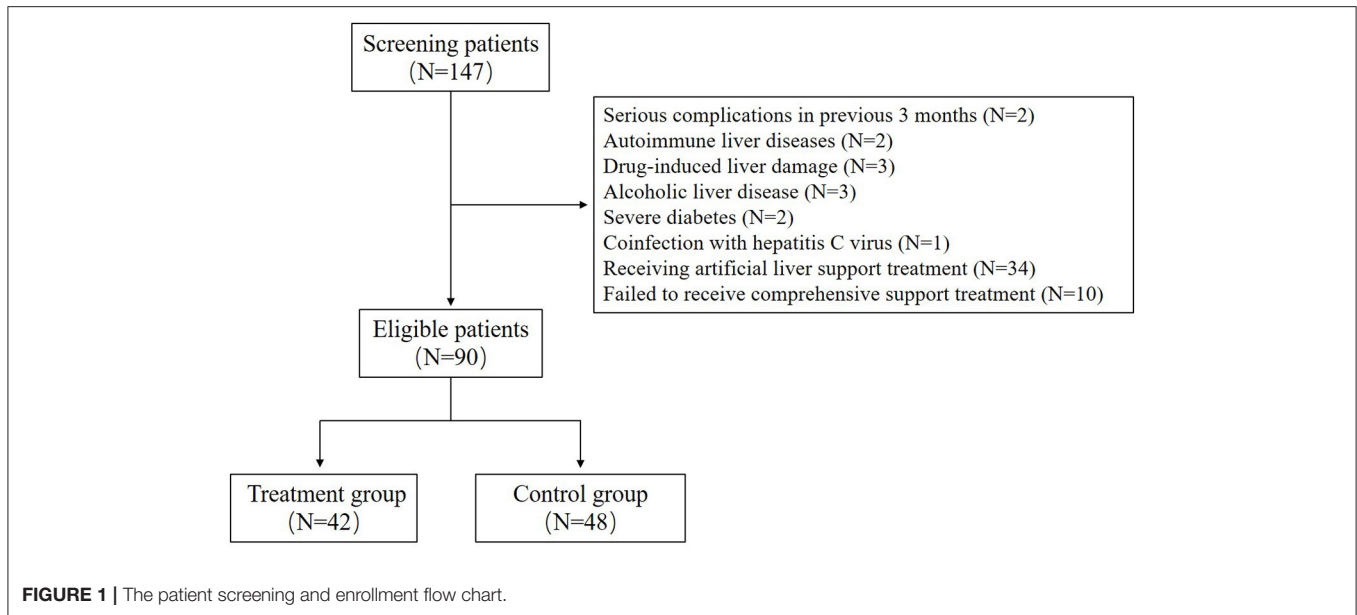 Screening patients
(N=147)
Serious complications in previous 3 months (N=2)
Autoimmune liver diseases (N=2)
Drug-induced liver damage (N=3)
Alcoholic liver disease (N=3)
Severe diabetes (N=2)
Coinfection with hepatitis C virus (N=1)
Receiving artificial liver support treatment (N=34)
Failed to receive comprehensive support treatment (N=10)
Eligible patients
(N=90)
Treatment group
(N=42)
Control group
(N=48)
FIGURE 1 | The patient screening and enrollment flow chart.